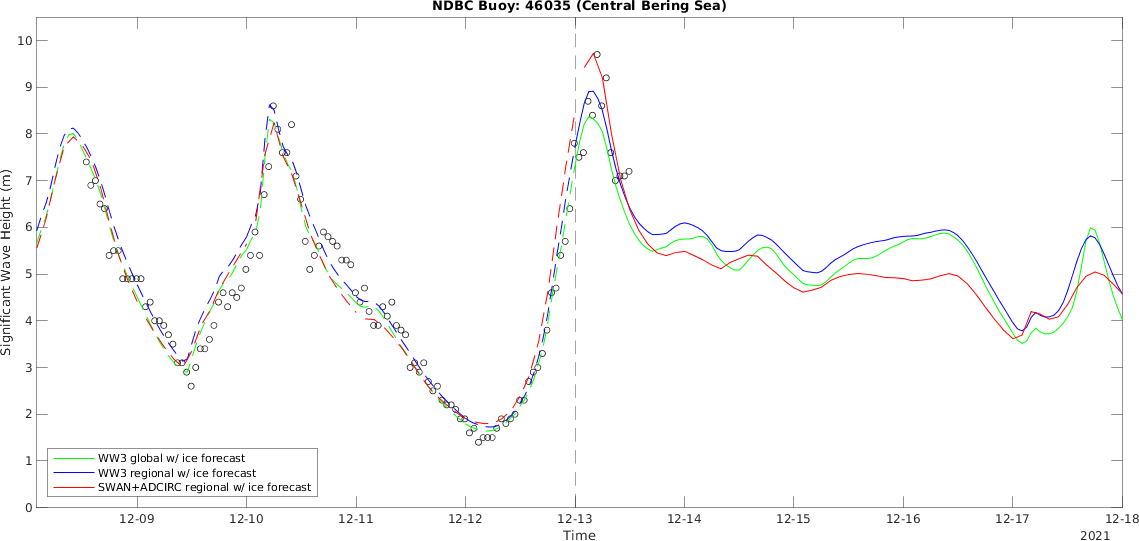 NDBC Buoy: 46035 (Central Bering Sea)
Significant Wave Height (m)
10
9
8
7
6
5
4
3
2
1
0
WW3 global w/ ice forecast
WW3 regional w/ ice forecast
SWAN+ADCIRC regional w/ ice forecast
12-09 12-10 12-11 12-12 12-13 12-14 12-15 12-16 12-17 12-18
Time
2021